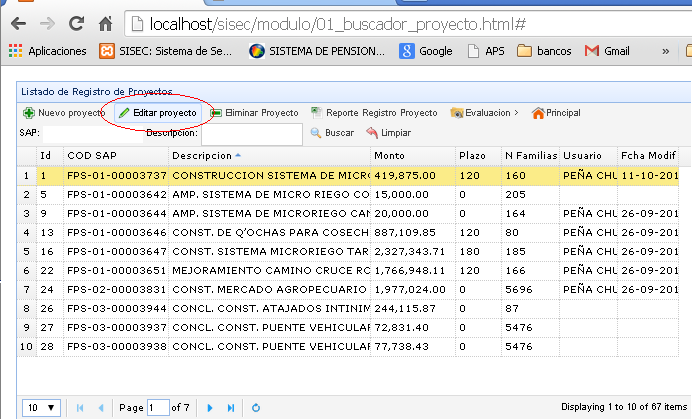 localhost/sisec/modulo/01_buscador_proyecto.html#
Aplicaciones SISEC: Sistema de Se SISTEMA DE PENSION... Google APS bancos Gmail »
Listado de Registro de Proyectos
Nuevo proyecto Editar proyecto Eliminar Proyecto Reporte Registro Proyecto Evaluacion > Principal
SAP: Descripcion: Buscar Limpiar
Id COD SAP Descripcion Monto Plazo N Familias Usuario Fcha Modif
1 1 FPS-01-00003737 CONSTRUCCION SISTEMA DE MICR 419,875.00 120 160 PEÑA CHU 11-10-201
2 5 FPS-01-00003642 AMP. SISTEMA DE MICRO RIEGO CO 15,000.00 0 205
3 9 FPS-01-00003644 AMP. SISTEMA DE MICRORIEGO CAN 20,000.00 0 164 PEÑA CHU 26-09-201
4 13 FPS-01-00003646 CONST. DE Q'OCHAS PARA COSECH 887,109.85 120 80 PEÑA CHU 26-09-201
5 16 FPS-01-00003647 CONST. SISTEMA MICRORIEGO TAR 2,327,343.71 180 185 PEÑA CHU 26-09-201
6 22 FPS-01-00003651 MEJORAMIENTO CAMINO CRUCE RO 1,766,948.11 120 166 PEÑA CHU 26-09-201
7 24 FPS-02-00003831 CONST. MERCADO AGROPECUARIO 1,977,024.00 0 5696 PEÑA CHU 26-09-201
8 26 FPS-03-00003944 CONCL. CONST. ATAJADOS INTINIM 244,115.87 0 87
9 27 FPS-03-00003937 CONCL. CONST. PUENTE VEHICULAR 72,831.40 0 5476
10 28 FPS-03-00003938 CONCL. CONST. PUENTE VEHICULAR 77,738.43 0 5476
10 Page 1 of 7 Displaying 1 to 10 of 67 items